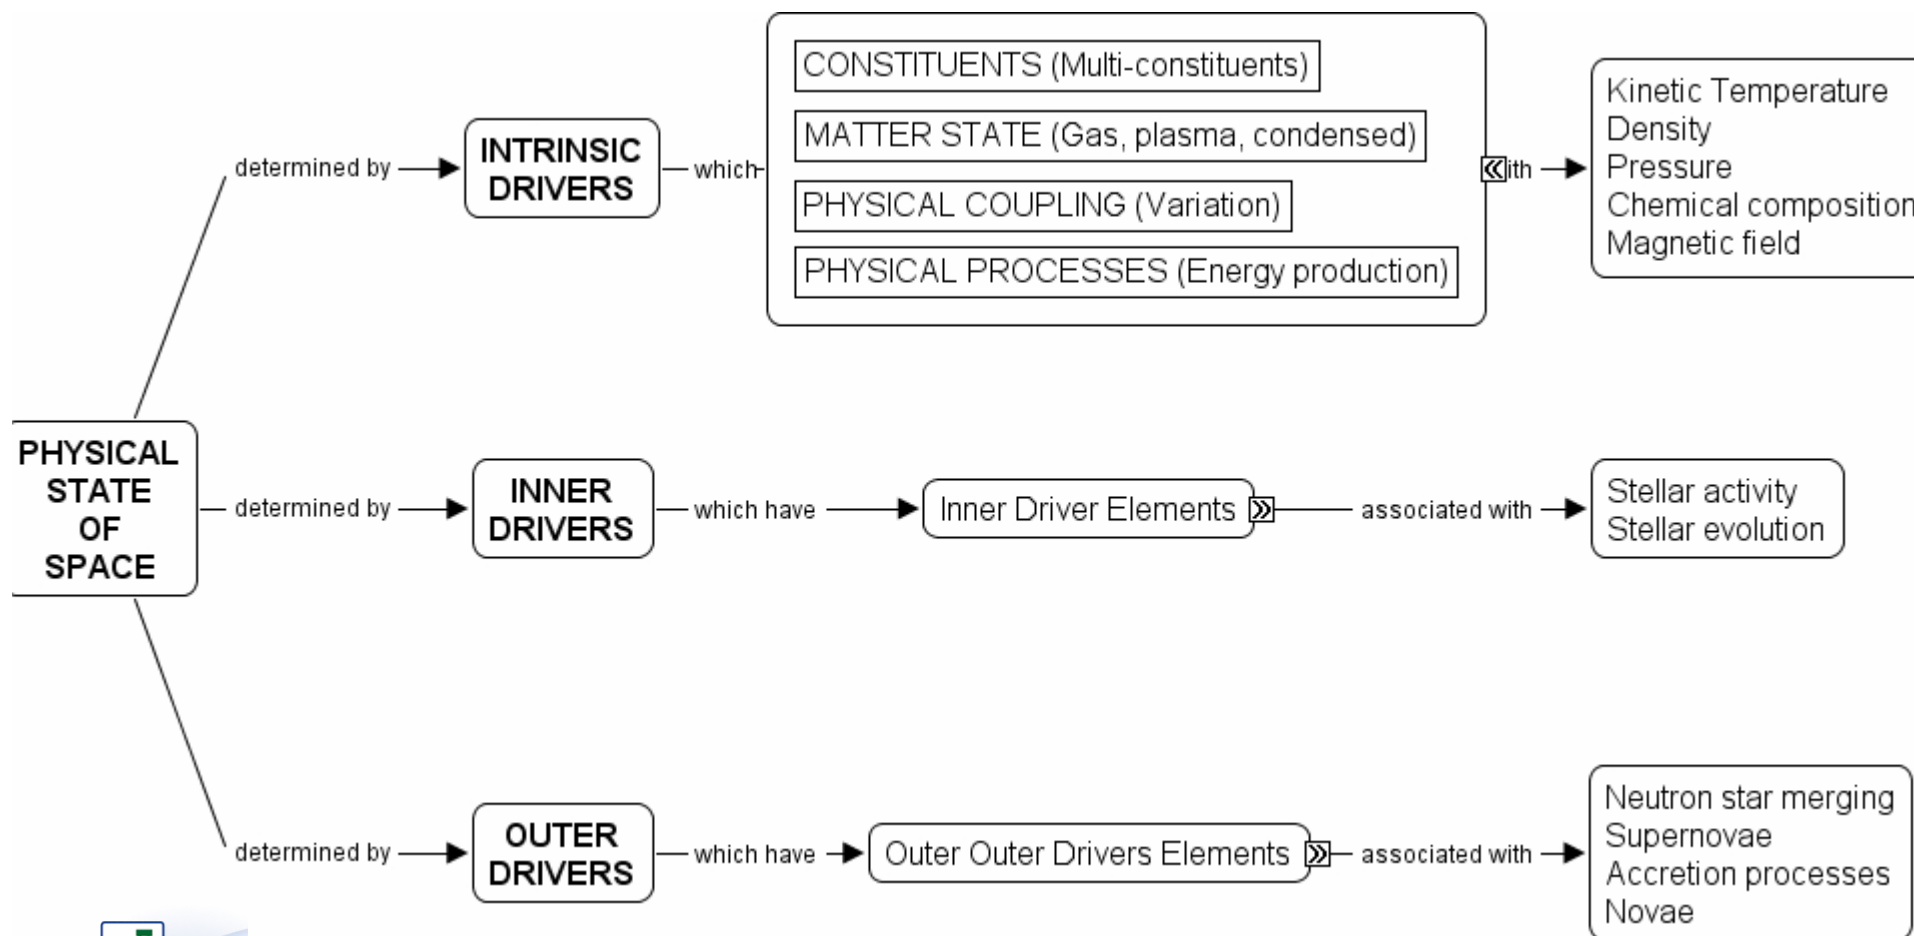 CONSTITUENTS (Multi-constituents)
MATTER STATE (Gas, plasma, condensed)
PHYSICAL COUPLING (Variation)
PHYSICAL PROCESSES (Energy production)
determined by
INTRINSIC
DRIVERS
which
ith
Kinetic Temperature
Density
Pressure
Chemical composition
Magnetic field
PHYSICAL
STATE
OF
SPACE
determined by
INNER
DRIVERS
which have
Inner Driver Elements
associated with
Stellar activity
Stellar evolution
determined by
OUTER
DRIVERS
which have
Outer Outer Drivers Elements
associated with
Neutron star merging
Supernovae
Accretion processes
Novae